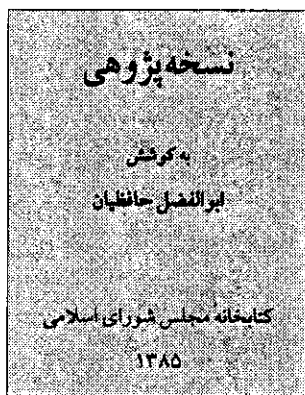 نسخه پژوهی
به کوشش
ابوالفضل حافظیان
کتابخانه مجلس شورای اسلامی
۱۳۸۵